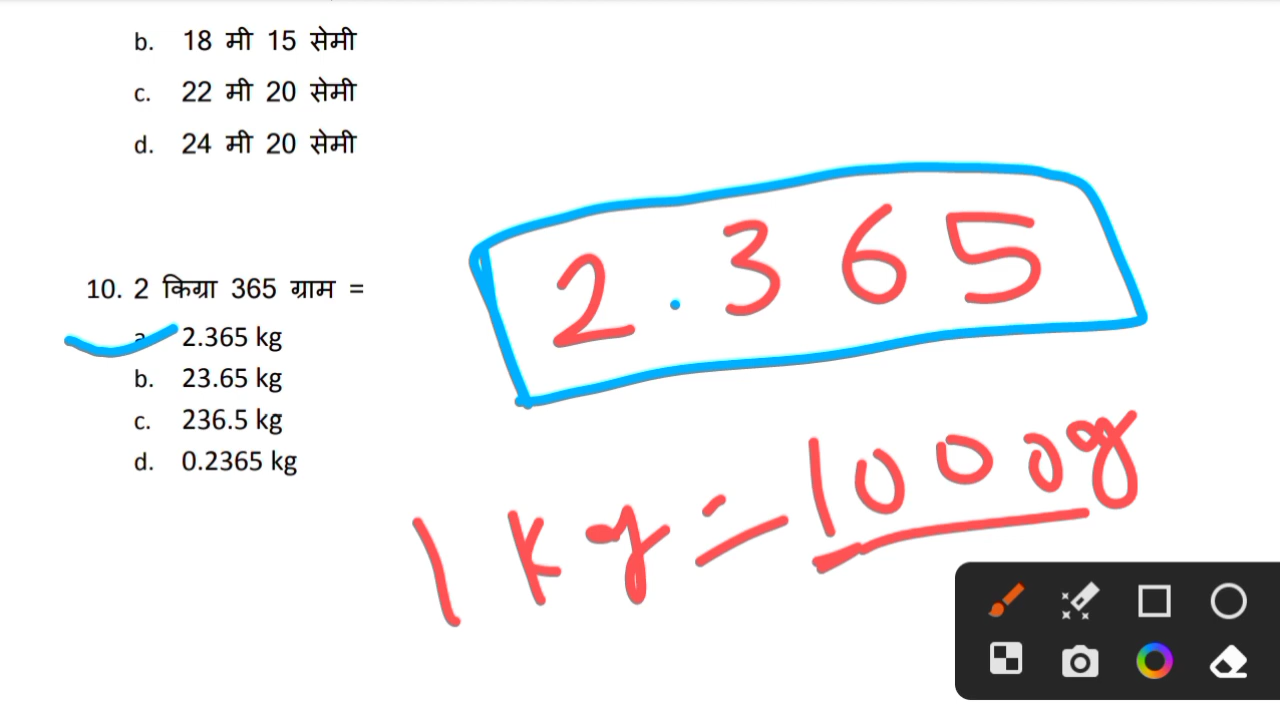 b. 18 मी 15 सेमी
c. 22 मी 20 सेमी
d. 24 मी 20 सेमी
2.365
10. 2 किग्रा 365 ग्राम =
a. 2.365 kg
b. 23.65 kg
c. 236.5 kg
d. 0.2365 kg
1 kg = 1000g